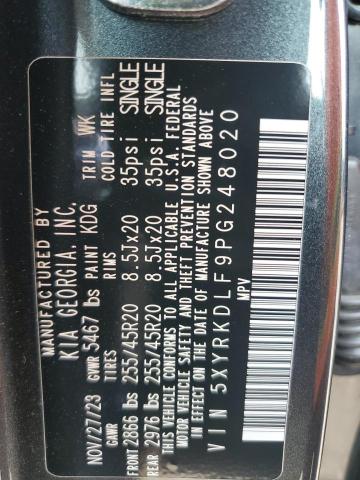 MANUFACTURED BY
KIA GEORGIA, INC.
NOV/27/23 GVWR 5467 lbs PAINT KDG TRIM WK
GAWR TIRES RIMS COLD TIRE INFL
FRONT 2866 lbs 255/45R20 8.5Jx20 35psi SINGLE
REAR 2976 lbs 255/45R20 8.5Jx20 35psi SINGLE
THIS VEHICLE CONFORMS TO ALL APPLICABLE U.S.A. FEDERAL
MOTOR VEHICLE SAFETY AND THEFT PREVENTION STANDARDS
IN EFFECT ON THE DATE OF MANUFACTURE SHOWN ABOVE
VIN 5XYRKDLF9PG248020
MPV